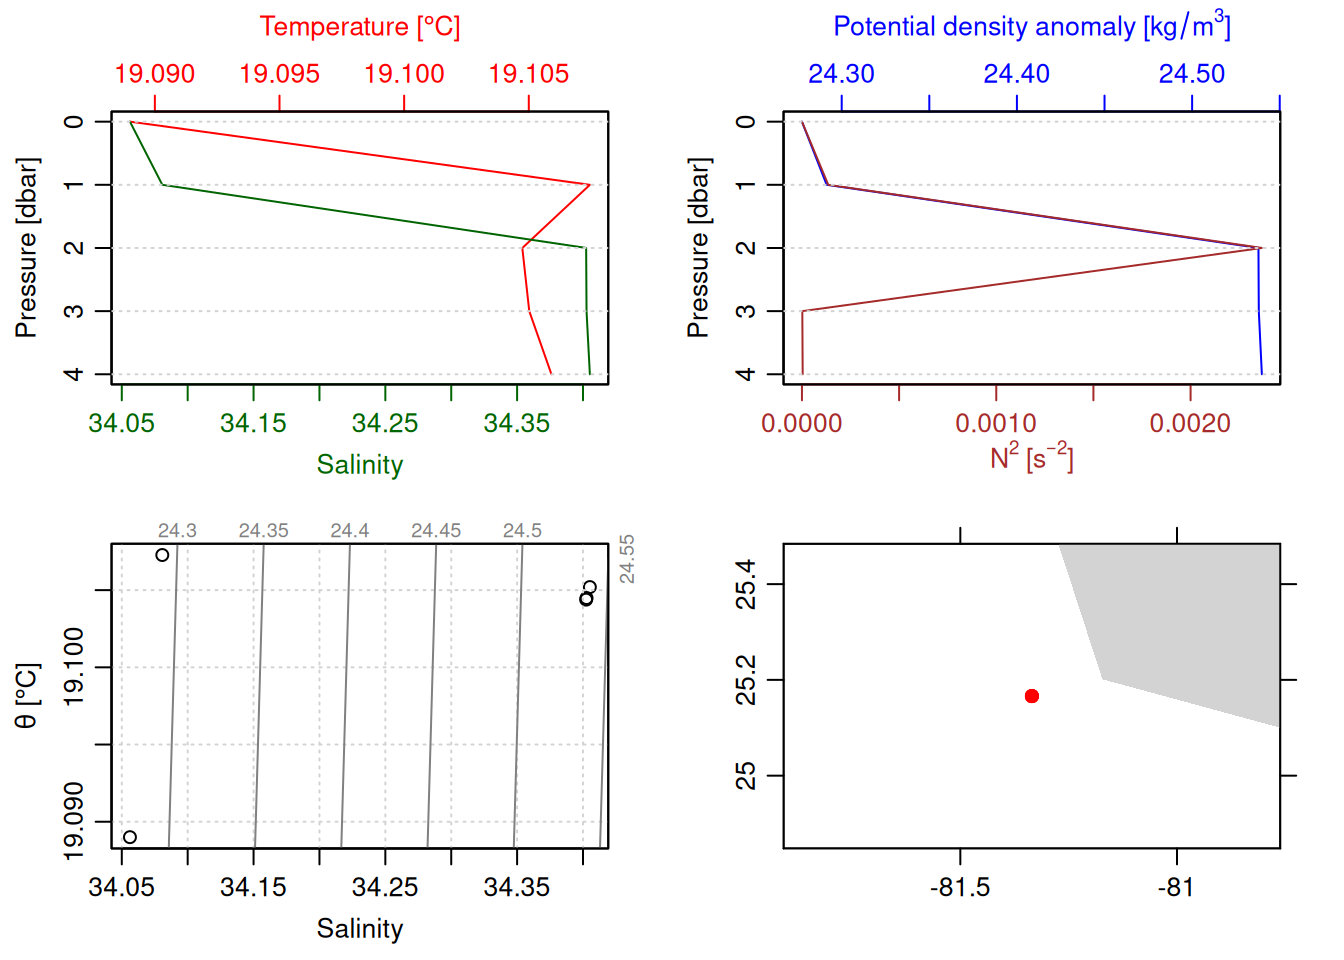 Temperature [°C]
19.090 19.095 19.100 19.105
0
1
2
3
4
Pressure [dbar]
34.05 34.15 34.25 34.35
Salinity
Potential density anomaly [kg/m³]
24.30 24.40 24.50
0
1
2
3
4
Pressure [dbar]
0.0000 0.0010 0.0020
N² [s⁻²]
24.3 24.35 24.4 24.45 24.5 24.55
19.100
19.090
θ [°C]
34.05 34.15 34.25 34.35
Salinity
25.4
25.2
25
-81.5 -81